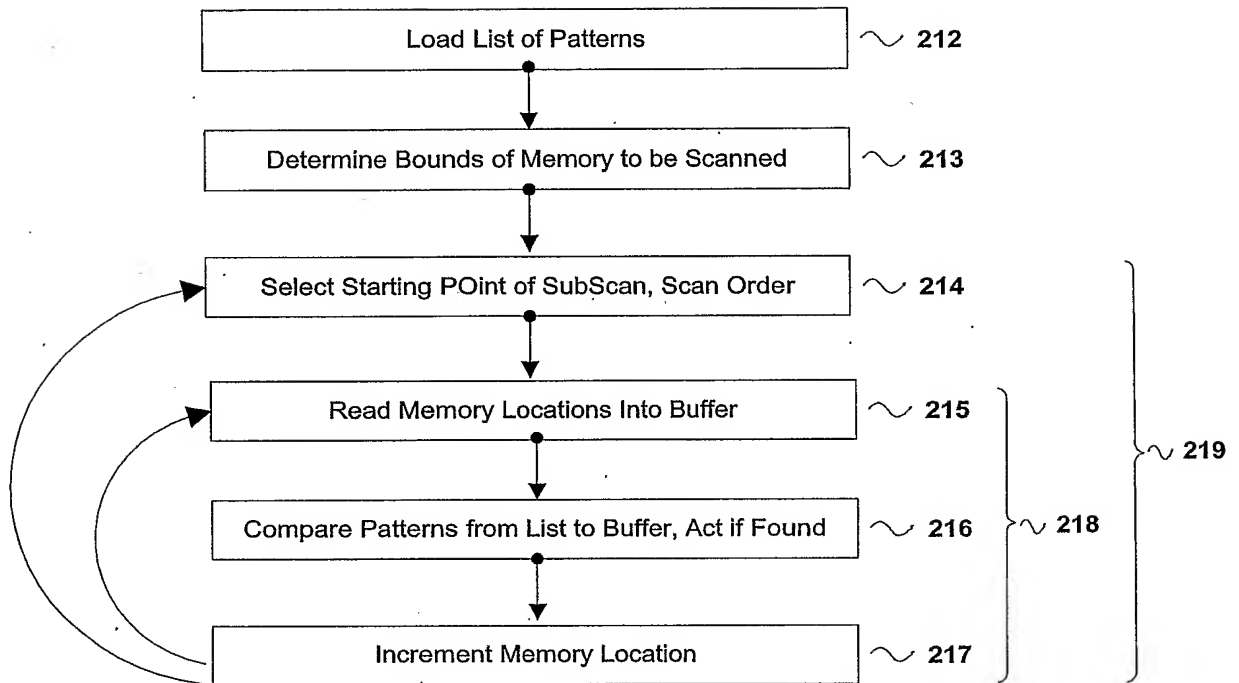 Load List of Patterns 212
Determine Bounds of Memory to be Scanned 213
Select Starting POint of SubScan, Scan Order 214
Read Memory Locations Into Buffer 215
219
Compare Patterns from List to Buffer, Act if Found 216
218
Increment Memory Location 217